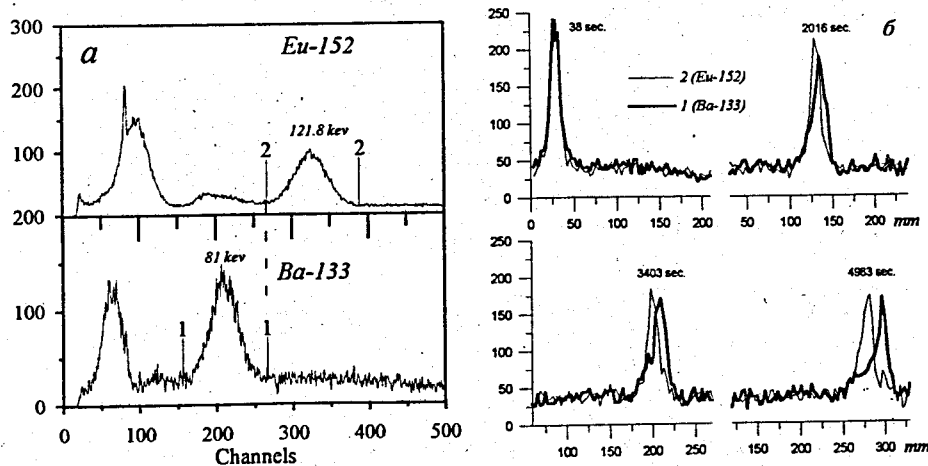 a
Eu-152
300
200
100
0
200
121.8 kev
2 2
Ba-133
81 kev
1 1
100
0
0 100 200 300 400 500
Channels
б
250
200
150
100
50
0
38 sec.
0 50 100 150 200
2016 sec.
2 (Eu-152)
1 (Ba-133)
50 100 150 200 mm
250
200
150
100
50
0
3403 sec.
100 150 200 250
4983 sec.
150 200 250 300 mm